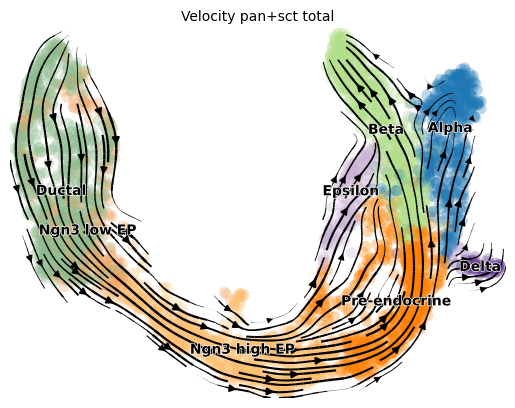 Velocity pan+sct total
Beta
Alpha
Ductal
Epsilon
Ngn3 low EP
Delta
Pre-endocrine
Ngn3 high EP